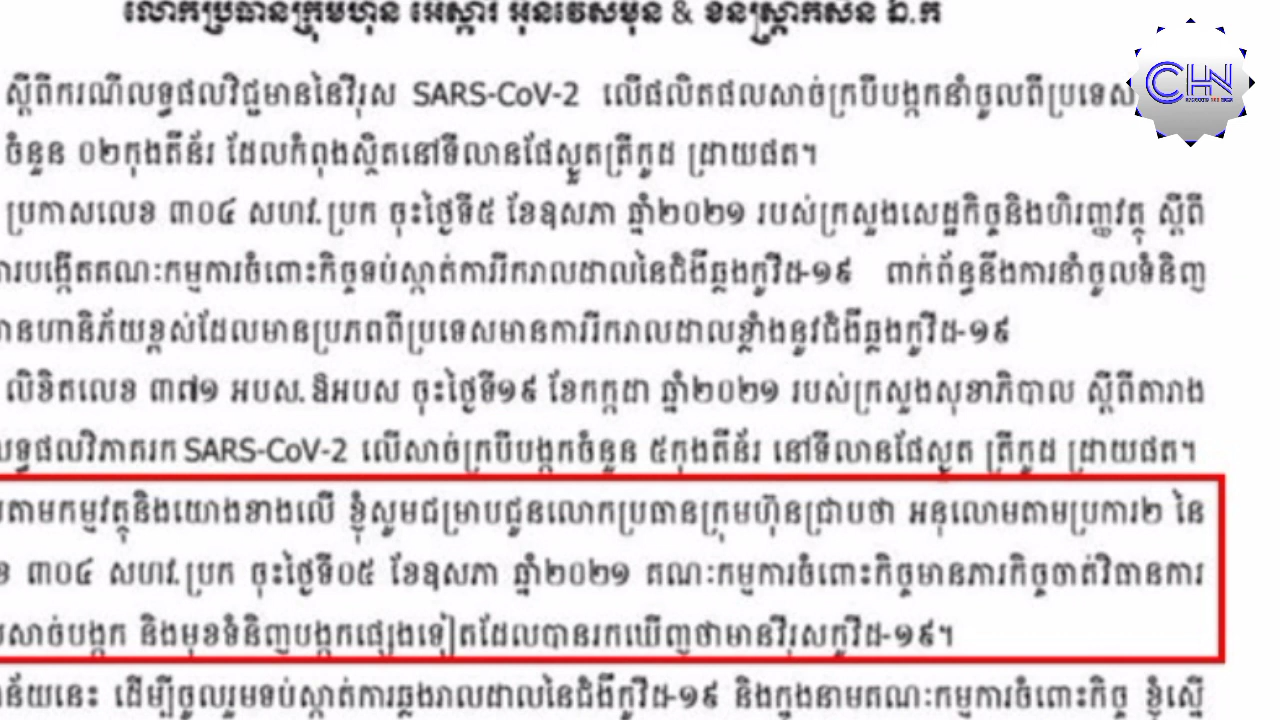 លោកប្រធានក្រុមហ៊ុន អេស្ការ អ៊ិនវេសមិន & ខនស្ត្រាកសិន ឯ.ក
ស្តីពីករណីលទ្ធផលវិជ្ជមាននៃវីរុស SARS-CoV-2 លើផលិតផលសាច់ក្របីបង្កកនាំចូលពីប្រទេស
ចំនួន ០២កុងតឺន័រ ដែលកំពុងស្ថិតនៅទីលានផែស្ងួតគ្រីកូដ ដ្រាយផត។
ប្រកាសលេខ ៣០៤ សហវ.ប្រក ចុះថ្ងៃទី៥ ខែឧសភា ឆ្នាំ២០២១ របស់ក្រសួងសេដ្ឋកិច្ចនិងហិរញ្ញវត្ថុ ស្តីពី
ារបង្កើតគណៈកម្មការចំពោះកិច្ចទប់ស្កាត់ការរីករាលដាលនៃជំងឺឆ្លងកូវីដ-១៩ ពាក់ព័ន្ធនឹងការនាំចូលទំនិញ
ានហានិភ័យខ្ពស់ដែលមានប្រភពពីប្រទេសមានការរីករាលដាលខ្លាំងនូវជំងឺឆ្លងកូវីដ-១៩
លិខិតលេខ ៣៧១ អបស.ឱអបស ចុះថ្ងៃទី១៩ ខែកក្កដា ឆ្នាំ២០២១ របស់ក្រសួងសុខាភិបាល ស្តីពីតារាង
លទ្ធផលវិភាគរក SARS-CoV-2 លើសាច់ក្របីបង្កកចំនួន ៥កុងតឺន័រ នៅទីលានផែស្ងួត គ្រីកូដ ដ្រាយផត។
តាមកម្មវត្ថុនិងយោងខាងលើ ខ្ញុំសូមជម្រាបជូនលោកប្រធានក្រុមហ៊ុនជ្រាបថា អនុលោមតាមប្រការ២ នៃ
ខ ៣០៤ សហវ.ប្រក ចុះថ្ងៃទី០៥ ខែឧសភា ឆ្នាំ២០២១ គណៈកម្មការចំពោះកិច្ចមានភារកិច្ចចាត់វិធានការ
សាច់បង្កក និងមុខទំនិញបង្កកផ្សេងទៀតដែលបានរកឃើញថាមានវីរុសកូវីដ-១៩។
ន័យនេះ ដើម្បីចូលរួមទប់ស្កាត់ការឆ្លងរាលដាលនៃជំងឺកូវីដ-១៩ និងក្នុងនាមគណៈកម្មការចំពោះកិច្ច ខ្ញុំស្នើ
CHN